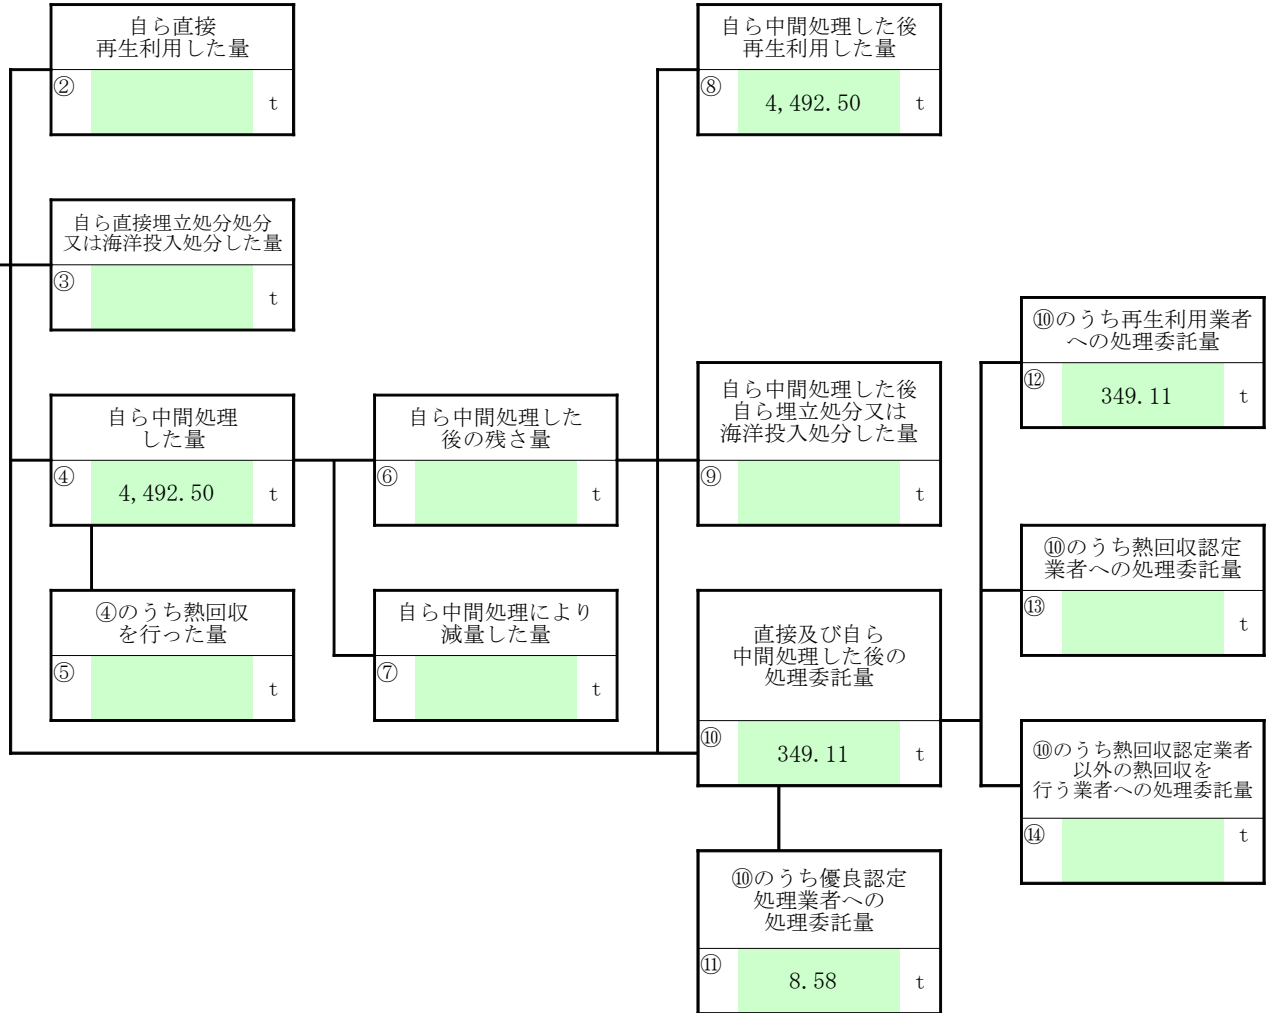 自ら直接
再生利用した量
②
t
自ら中間処理した後
再生利用した量
⑧
4,492.50
t
自ら直接埋立処分処分
又は海洋投入処分した量
③
t
⑩のうち再生利用業者
への処理委託量
⑫
349.11
t
自ら中間処理
した量
④
4,492.50
t
自ら中間処理した
後の残さ量
⑥
t
自ら中間処理した後
自ら埋立処分又は
海洋投入処分した量
⑨
t
⑩のうち熱回収認定
業者への処理委託量
⑬
t
④のうち熱回収
を行った量
⑤
t
自ら中間処理により
減量した量
⑦
t
直接及び自ら
中間処理した後の
処理委託量
⑩
349.11
t
⑩のうち熱回収認定業者
以外の熱回収を
行う業者への処理委託量
⑭
t
⑩のうち優良認定
処理業者への
処理委託量
⑪
8.58
t